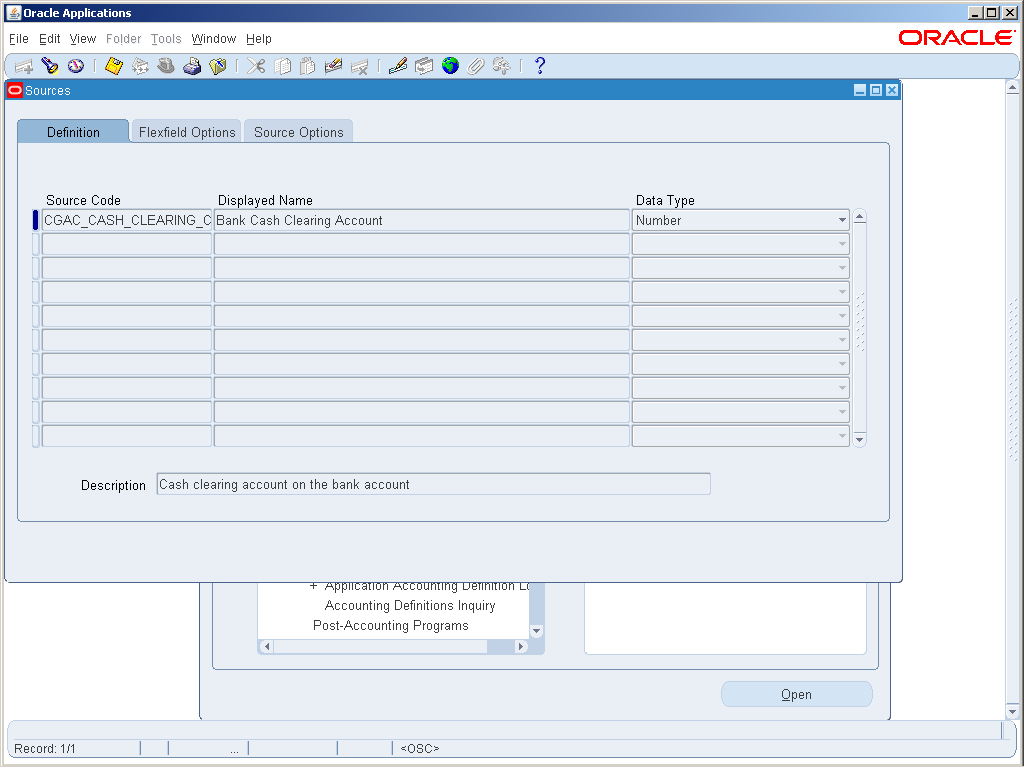 Oracle Applications
File Edit View Folder Tools Window Help
ORACLE
Sources
Definition Flexfield Options Source Options
Source Code Displayed Name Data Type
CGAC_CASH_CLEARING_C Bank Cash Clearing Account Number
Description Cash clearing account on the bank account
+ Application Accounting Definition Lo
Accounting Definitions Inquiry
Post-Accounting Programs
Open
Record: 1/1 ... <OSC>